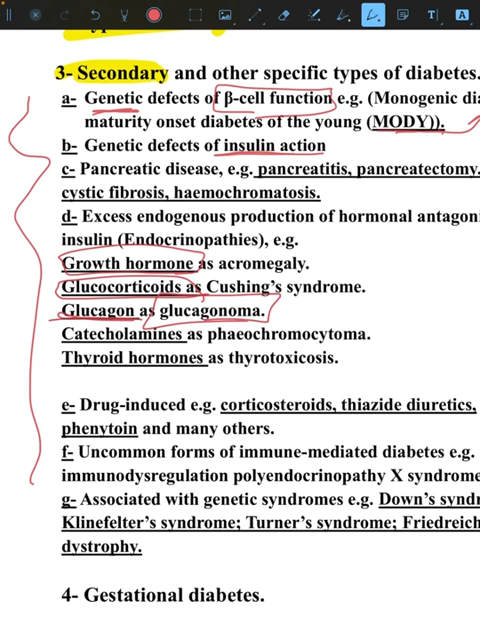 3- Secondary and other specific types of diabetes.
a- Genetic defects of β-cell function e.g. (Monogenic
maturity onset diabetes of the young (MODY)).
b- Genetic defects of insulin action
c- Pancreatic disease, e.g. pancreatitis, pancreatectomy,
cystic fibrosis, haemochromatosis.
d- Excess endogenous production of hormonal
insulin (Endocrinopathies), e.g.
Growth hormone as acromegaly.
Glucocorticoids as Cushing's syndrome.
Glucagon as glucagonoma.
Catecholamines as phaeochromocytoma.
Thyroid hormones as thyrotoxicosis.
e- Drug-induced e.g. corticosteroids, thiazide diuretics,
phenytoin and many others.
f- Uncommon forms of immune-mediated diabetes e.g.
immunodysregulation polyendocrinopathy X syndrome
g- Associated with genetic syndromes e.g. Down's
Klinefelter's syndrome; Turner's syndrome;
dystrophy.
4- Gestational diabetes.